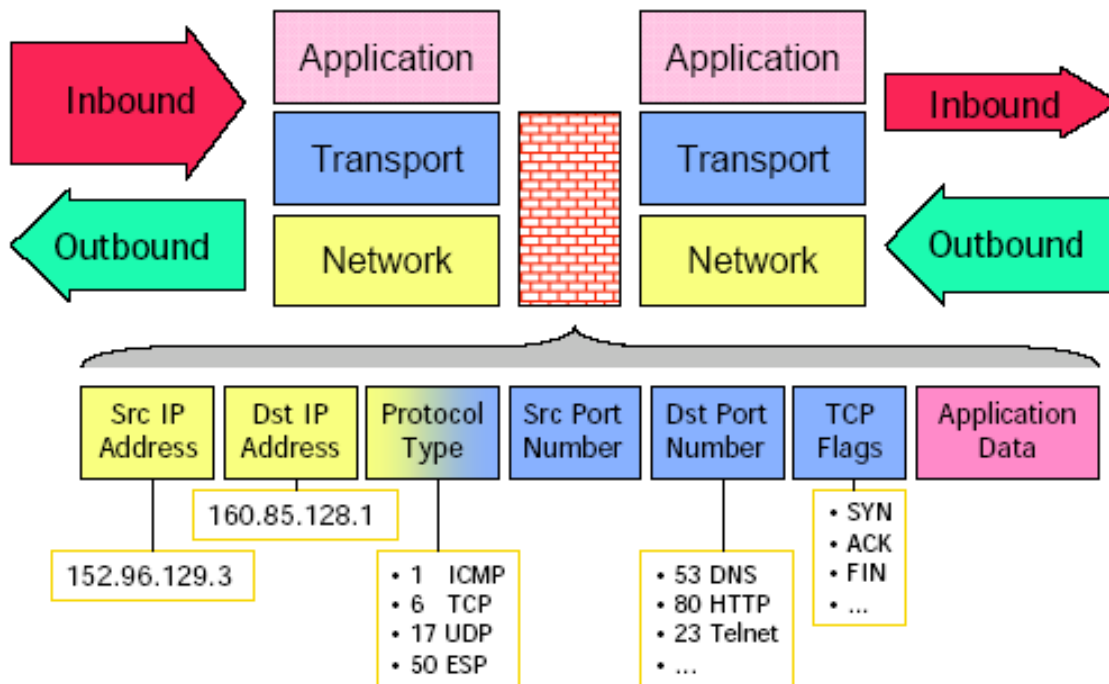 Inbound
Application
Application
Inbound
Transport
Transport
Outbound
Network
Network
Outbound
Src IP
Address
Dst IP
Address
Protocol
Type
Src Port
Number
Dst Port
Number
TCP
Flags
Application
Data
152.96.129.3
160.85.128.1
• 1 ICMP
• 6 TCP
• 17 UDP
• 50 ESP
• 53 DNS
• 80 HTTP
• 23 Telnet
• ...
• SYN
• ACK
• FIN
• ...